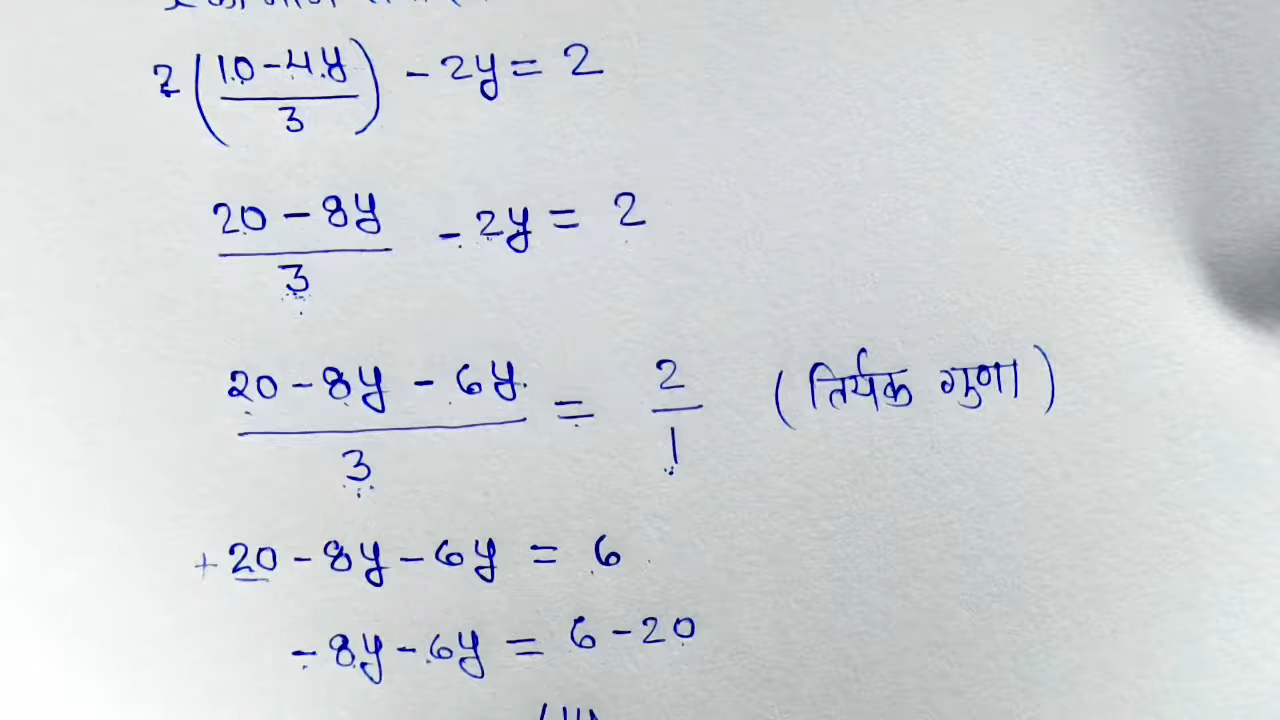 2(10-4y/3) - 2y = 2
20 - 8y/3 - 2y = 2
20 - 8y - 6y/3 = 2/1 (तिर्यक गुणा)
+20 - 8y - 6y = 6
-8y - 6y = 6 - 20